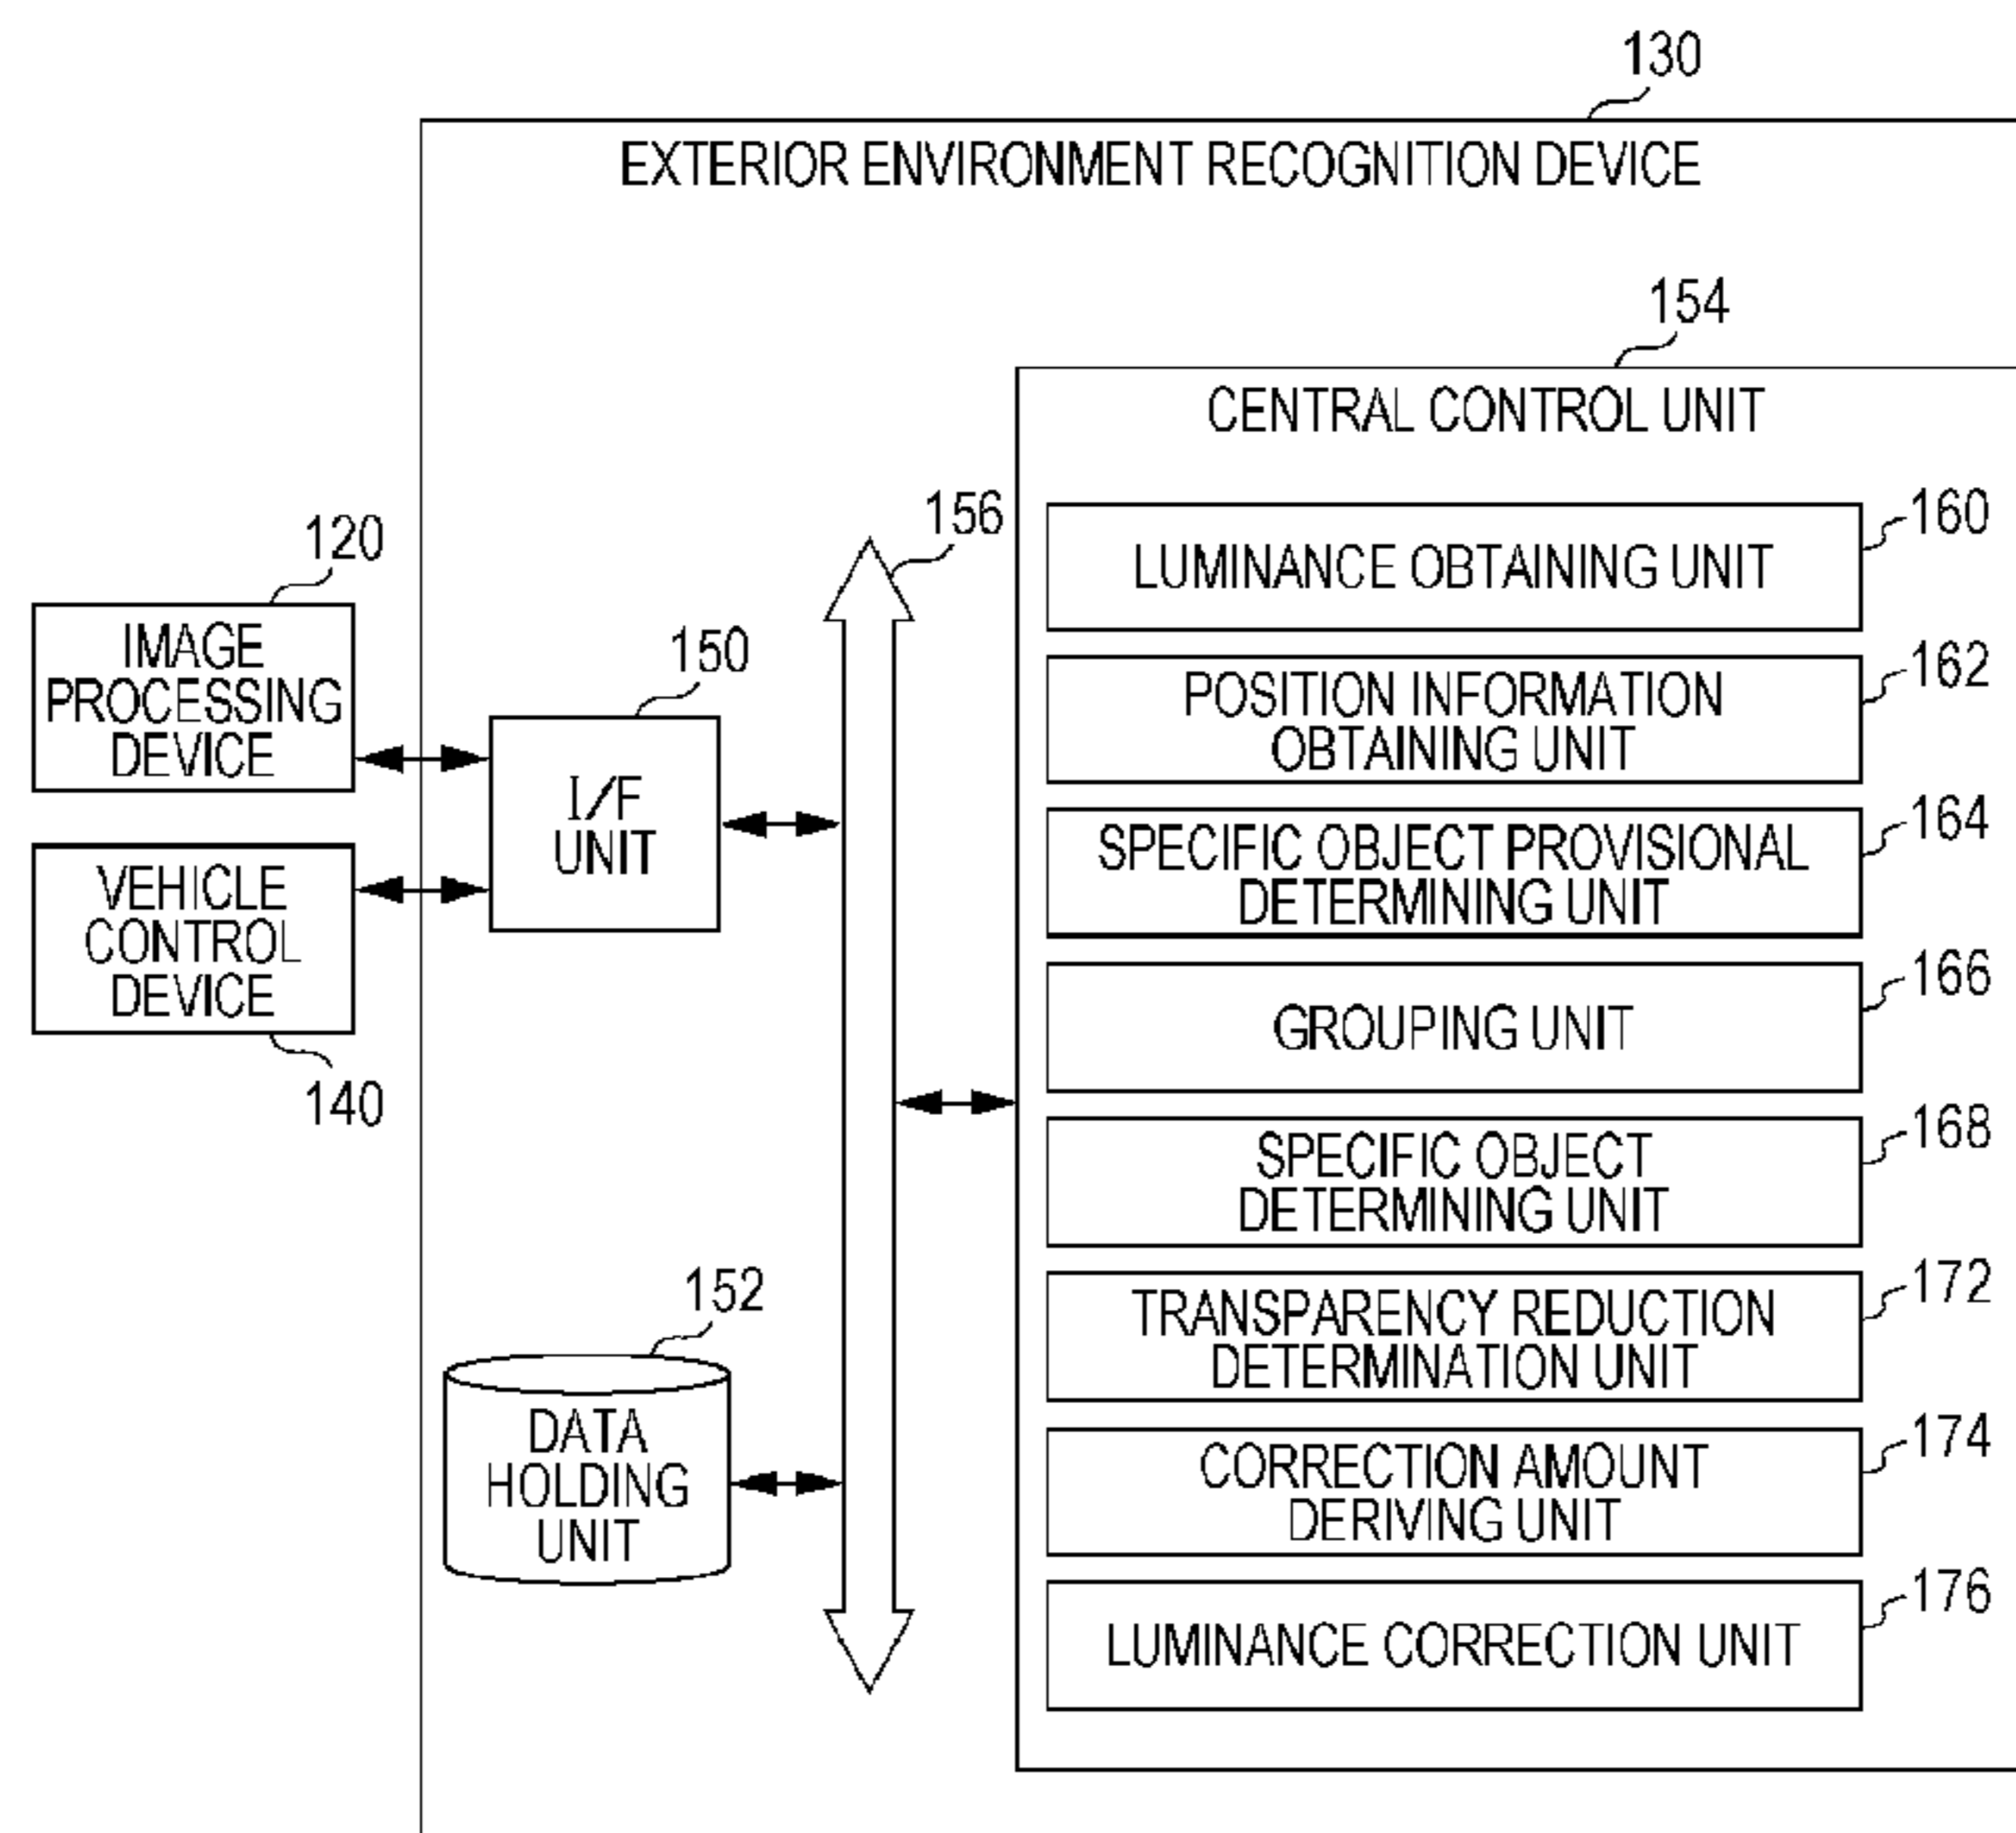 130
EXTERIOR ENVIRONMENT RECOGNITION DEVICE
154
CENTRAL CONTROL UNIT
156
160
LUMINANCE OBTAINING UNIT
120
IMAGE
PROCESSING
DEVICE
150
I/F
UNIT
162
POSITION INFORMATION
OBTAINING UNIT
164
SPECIFIC OBJECT PROVISIONAL
DETERMINING UNIT
VEHICLE
CONTROL
DEVICE
140
166
GROUPING UNIT
168
SPECIFIC OBJECT
DETERMINING UNIT
152
DATA
HOLDING
UNIT
172
TRANSPARENCY REDUCTION
DETERMINATION UNIT
174
CORRECTION AMOUNT
DERIVING UNIT
176
LUMINANCE CORRECTION UNIT